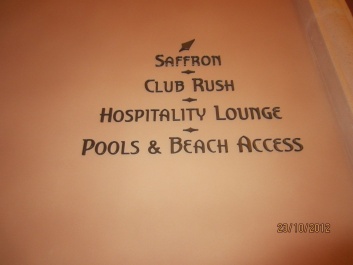 SAFFRON
CLUB RUSH
HOSPITALITY LOUNGE
POOLS & BEACH ACCESS
23/10/2012